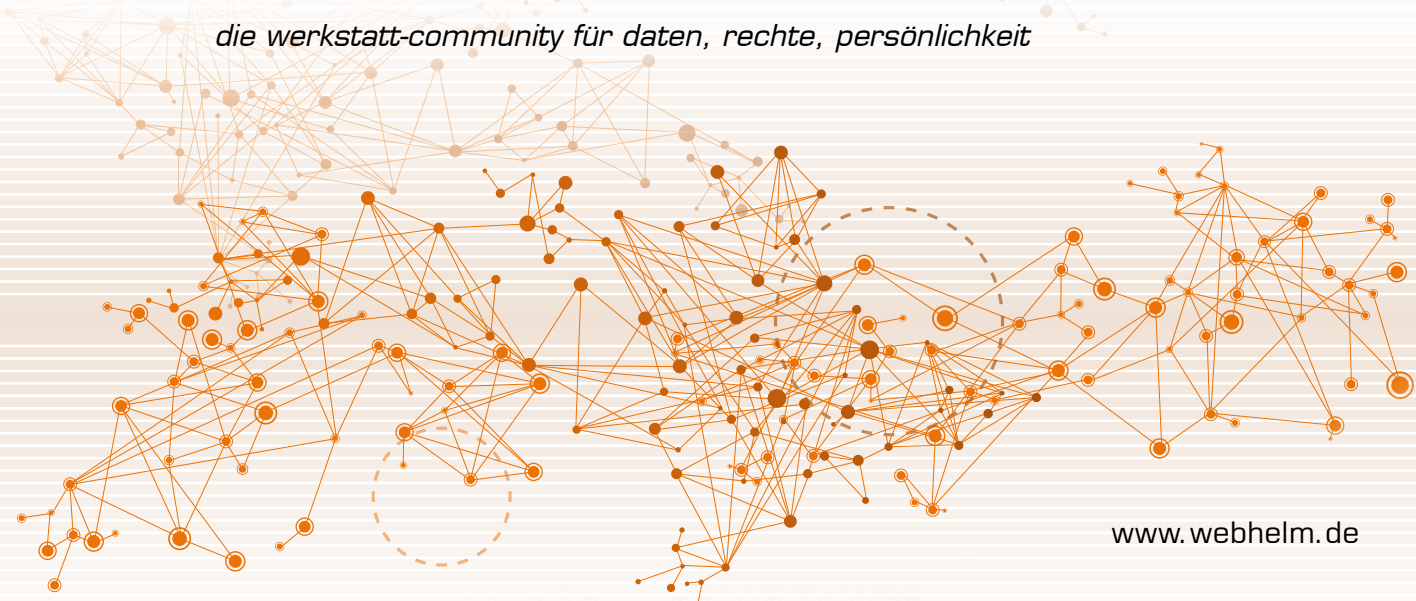 die werkstatt-community für daten, rechte, persönlichkeit
www.webhelm.de